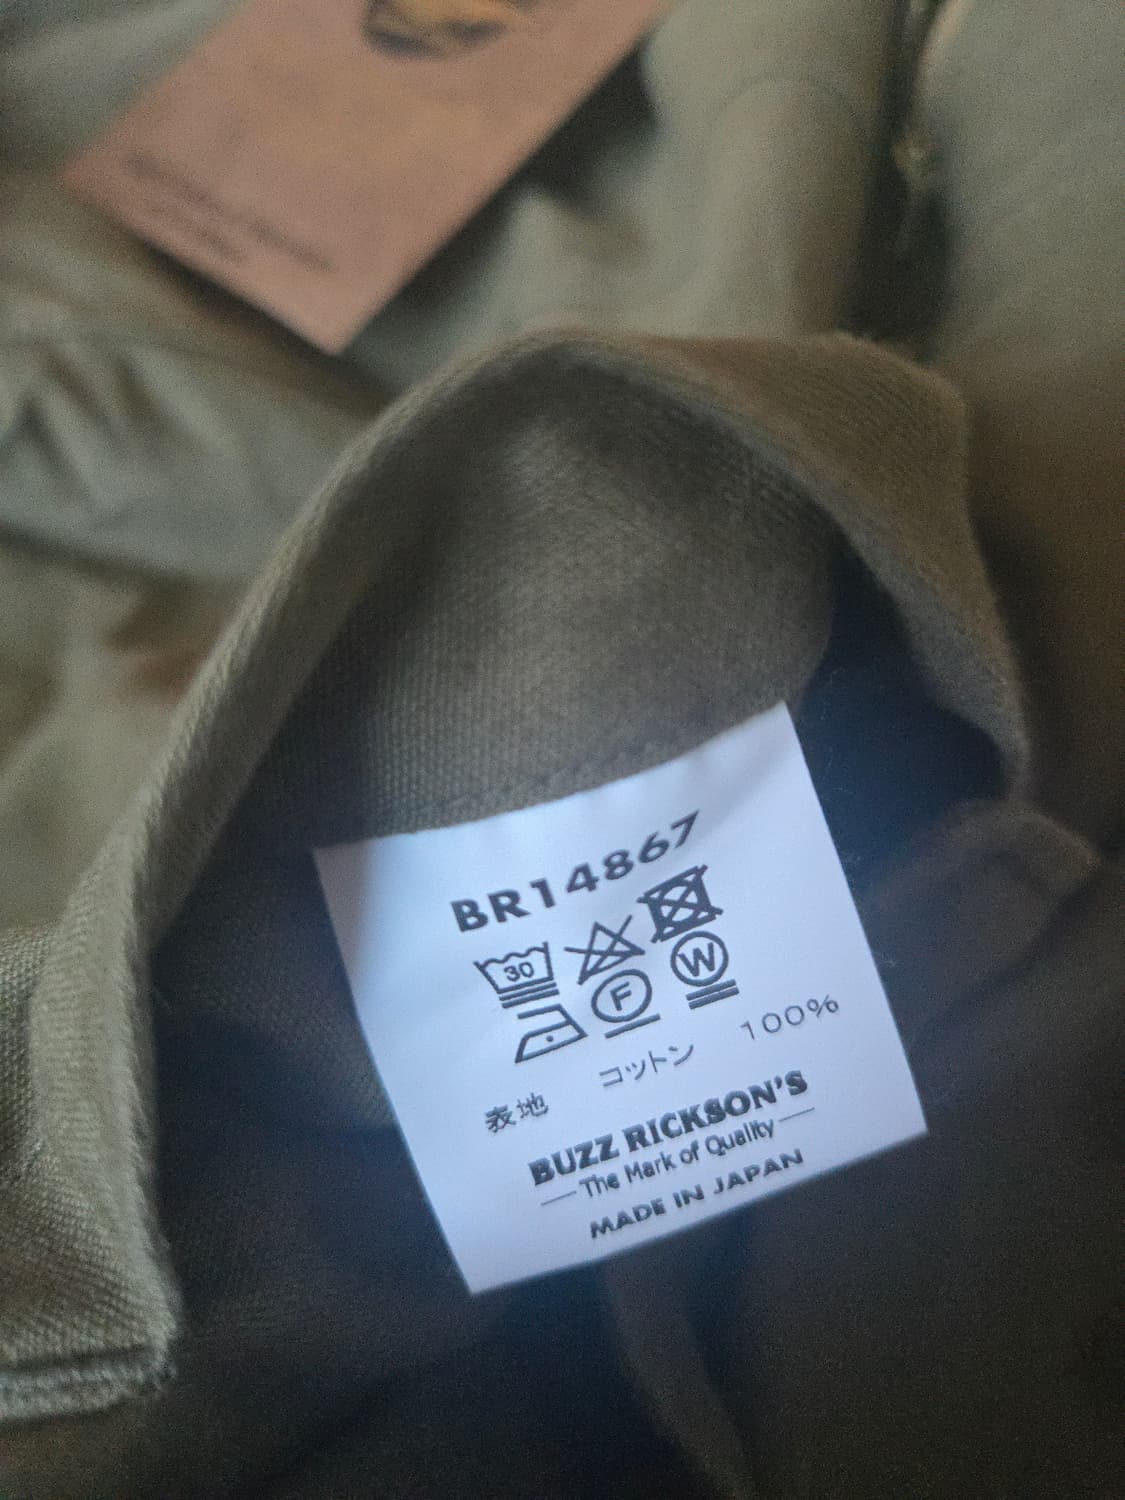 BR14867
30
F W
表地 コットン 100%
BUZZ RICKSON'S
The Mark of Quality
MADE IN JAPAN